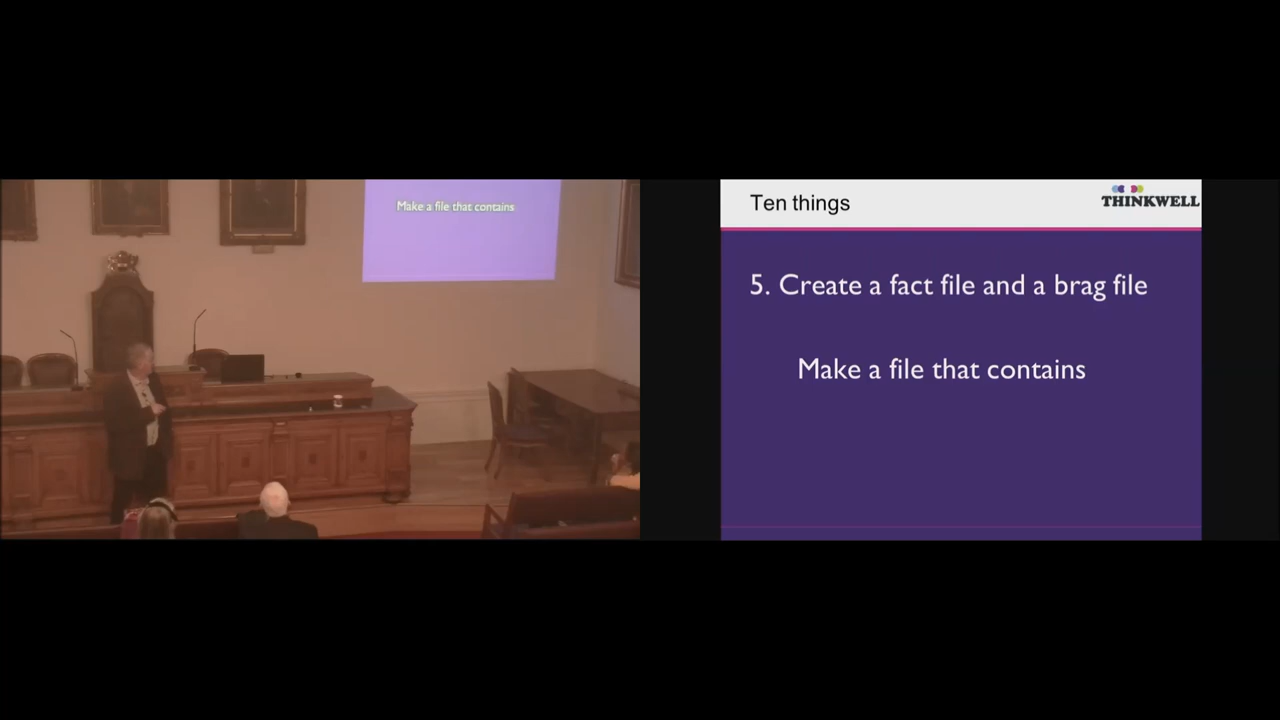 Make a file that contains
Ten things
THINKWELL
5. Create a fact file and a brag file
Make a file that contains